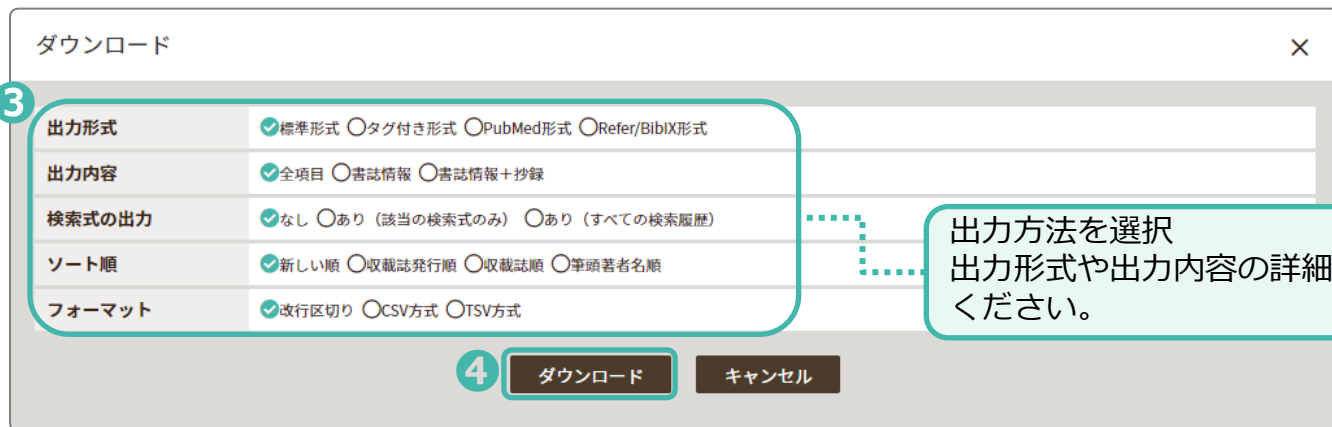 ダウンロード ×
3
出力形式 標準形式 タグ付き形式 PubMed形式 Refer/BibIX形式
出力内容 全項目 書誌情報 書誌情報+抄録
検索式の出力 なし あり（該当の検索式のみ） あり（すべての検索履歴）
ソート順 新しい順 収載誌発行順 収載誌順 筆頭著者名順
フォーマット 改行区切り CSV方式 TSV方式
出力方法を選択
出力形式や出力内容の詳細
ください。
4 ダウンロード キャンセル